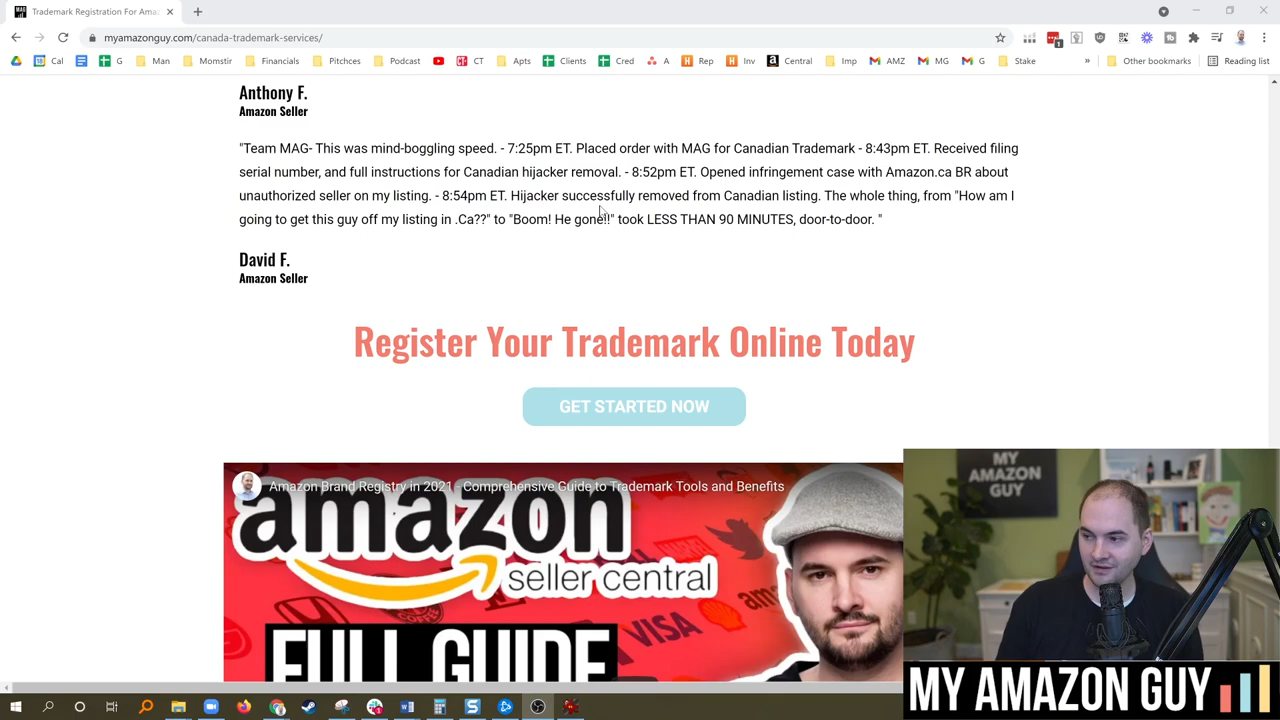 Trademark Registration For Amaz
myamazonguy.com/canada-trademark-services/
Cal
G
Man
Momstir
Financials
Pitchces
Podcast
CT
Apts
Clients
Cred
A
Rep
Inv
Central
Imp
AMZ
MG
G
Stake
»
Other bookmarks
Reading list
Anthony F.
Amazon Seller
"Team MAG- This was mind-boggling speed. - 7:25pm ET. Placed order with MAG for Canadian Trademark - 8:43pm ET. Received filing
serial number, and full instructions for Canadian hijacker removal. - 8:52pm ET. Opened infringement case with Amazon.ca BR about
unauthorized seller on my listing. - 8:54pm ET. Hijacker successfully removed from Canadian listing. The whole thing, from "How am I
going to get this guy off my listing in .Ca??" to "Boom! He gone!!" took LESS THAN 90 MINUTES, door-to-door. "
David F.
Amazon Seller
Register Your Trademark Online Today
GET STARTED NOW
Amazon Brand Registry in 2021 - Comprehensive Guide to Trademark Tools and Benefits
amazon
seller central
FULL GUIDE
VISA
MY
AMAZON
GUY
MY AMAZON GUY